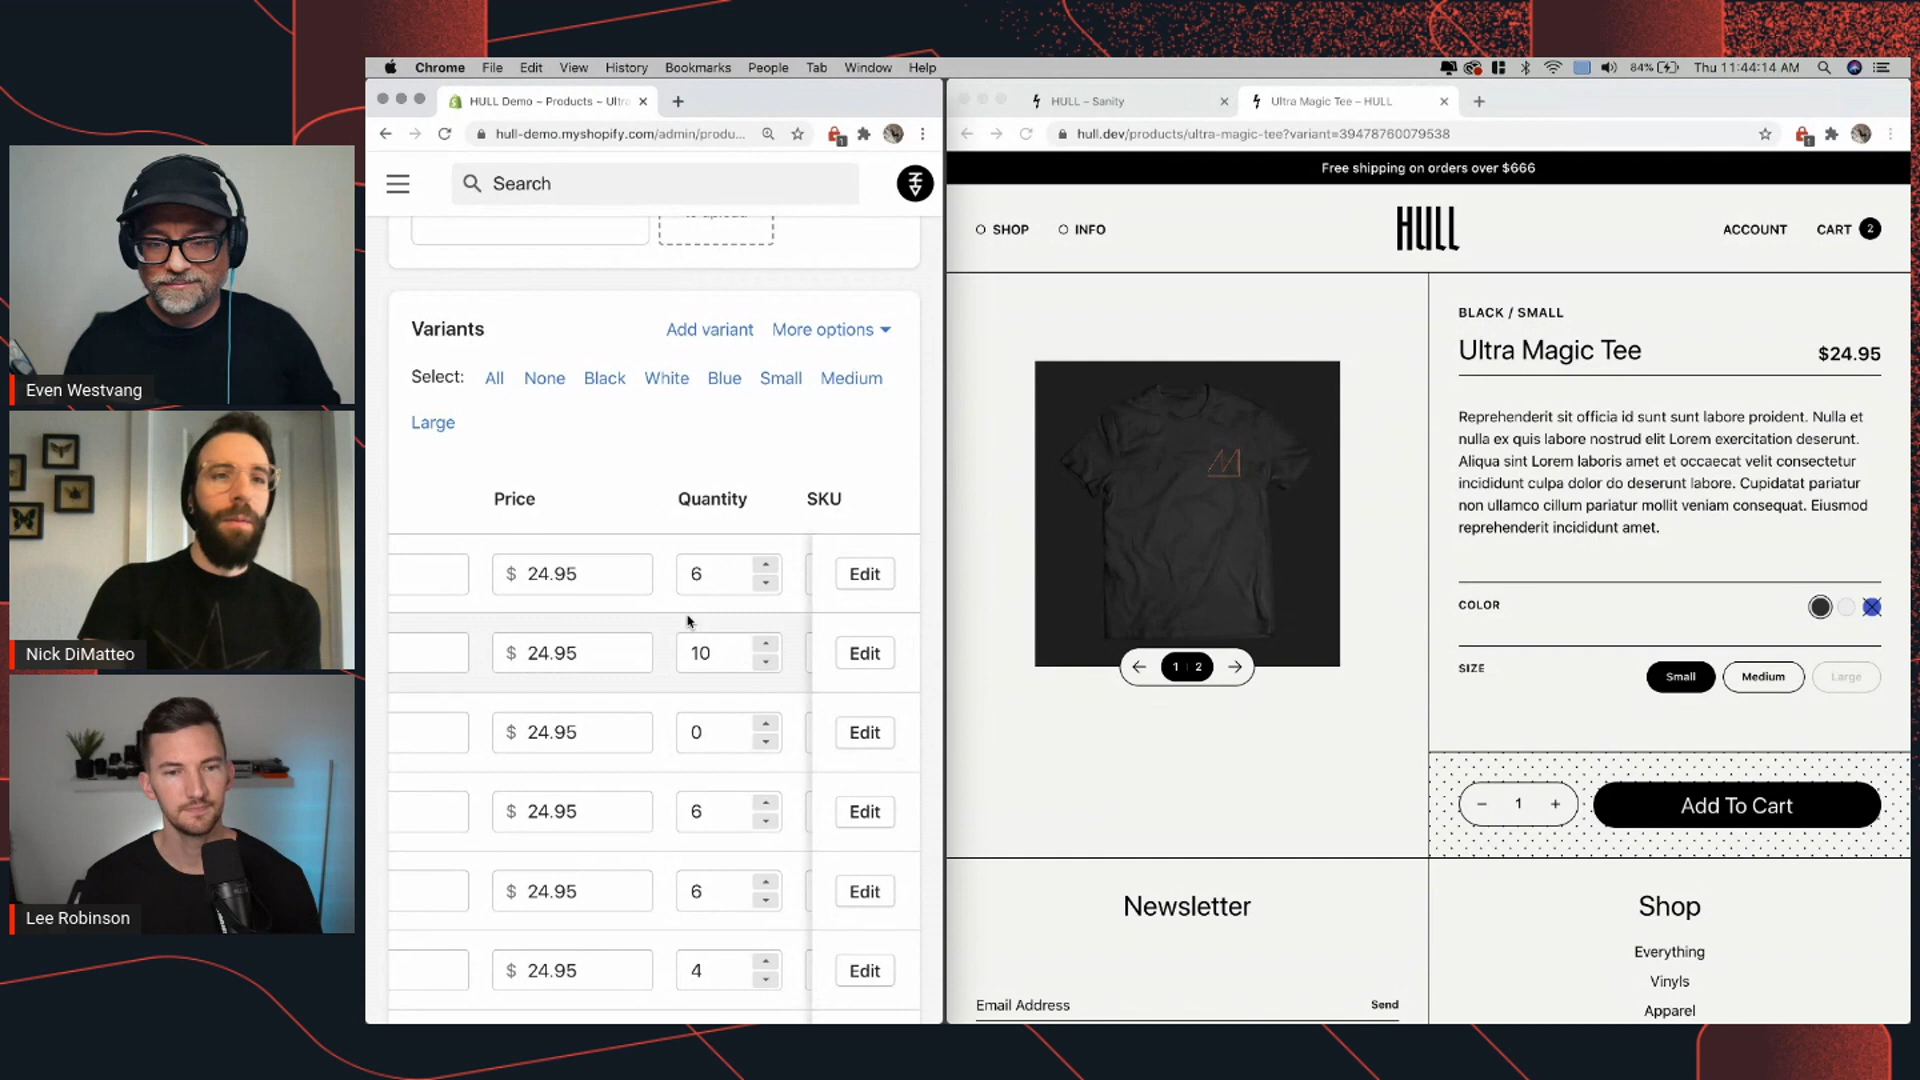 Chrome File Edit View History Bookmarks People Tab Window Help
84% Thu 11:44:14 AM
HULL Demo ~ Products ~ Ultr
HULL – Sanity
Ultra Magic Tee – HULL
hull-demo.myshopify.com/admin/produ...
hull.dev/products/ultra-magic-tee?variant=39478760079538
Even Westvang
Nick DiMatteo
Lee Robinson
Search
Variants
Add variant
More options
Select: All None Black White Blue Small Medium
Large
Price Quantity SKU
$ 24.95 6 Edit
$ 24.95 10 Edit
$ 24.95 0 Edit
$ 24.95 6 Edit
$ 24.95 6 Edit
$ 24.95 4 Edit
Free shipping on orders over $666
SHOP INFO
HULL
ACCOUNT CART 2
BLACK / SMALL
Ultra Magic Tee $24.95
Reprehenderit sit officia id sunt sunt labore proident. Nulla et
nulla ex quis labore nostrud elit Lorem exercitation deserunt.
Aliqua sint Lorem laboris amet et occaecat velit consectetur
incididunt culpa dolor do deserunt labore. Cupidatat pariatur
non ullamco cillum pariatur mollit veniam consequat. Eiusmod
reprehenderit incididunt amet.
COLOR
SIZE Small Medium Large
1 2
− 1 + Add To Cart
Newsletter
Email Address Send
Shop
Everything
Vinyls
Apparel